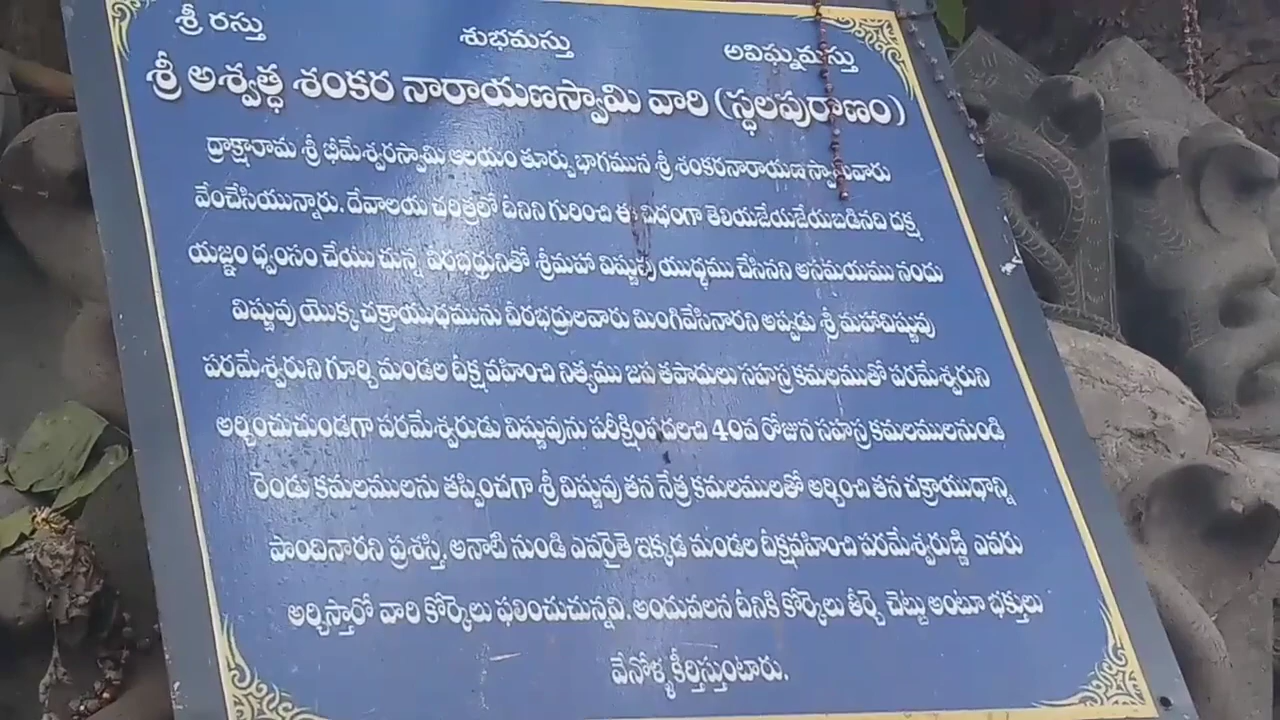 శ్రీ రస్తు శుభమస్తు అవిఘ్నమస్తు
శ్రీ అశ్వత్థ శంకర నారాయణస్వామి వారి (స్థలపురాణం)
ద్రాక్షారామ శ్రీ భీమేశ్వరస్వామి ఆలయం తూర్పు భాగమున శ్రీ శంకరనారాయణ స్వామివారు
వేంచేసియున్నారు. దేవాలయ చరిత్రలో దీనిని గురించి ఈ విధంగా తెలియజేయజేయబడినది దక్ష
యజ్ఞం ధ్వంసం చేయు చున్న వీరభద్రునితో శ్రీమహా విష్ణువు యుద్ధము చేసినని ఆసమయము నందు
విష్ణువు యొక్క చక్రాయుధమును వీరభద్రులవారు మింగివేసినారని అప్పడు శ్రీ మహావిష్ణువు
పరమేశ్వరుని గూర్చి మండల దీక్ష వహించి నిత్యము జప తపాదులు సహస్ర కమలముతో పరమేశ్వరుని
అర్చించుచుండగా పరమేశ్వరుడు విష్ణువును పరీక్షింపదలచి 40వ రోజున సహస్ర కమలములనుండి
రెండు కమలములను తప్పించగా శ్రీ విష్ణువు తన నేత్ర కమలములతో అర్చించి తన చక్రాయుధాన్ని
పొందినారని ప్రశస్తి. అనాటి నుండి ఎవరైతె ఇక్కడ మండల దీక్షవహించి పరమేశ్వరుణ్ణి ఎవరు
అర్చిస్తారో వారి కోర్కెలు ఫలించుచున్నవి. అందువలన దీనికి కోర్కెలు తీర్చె చెట్టు అంటూ భక్తులు
వేనోళ్ళ కీర్తిస్తుంటారు.